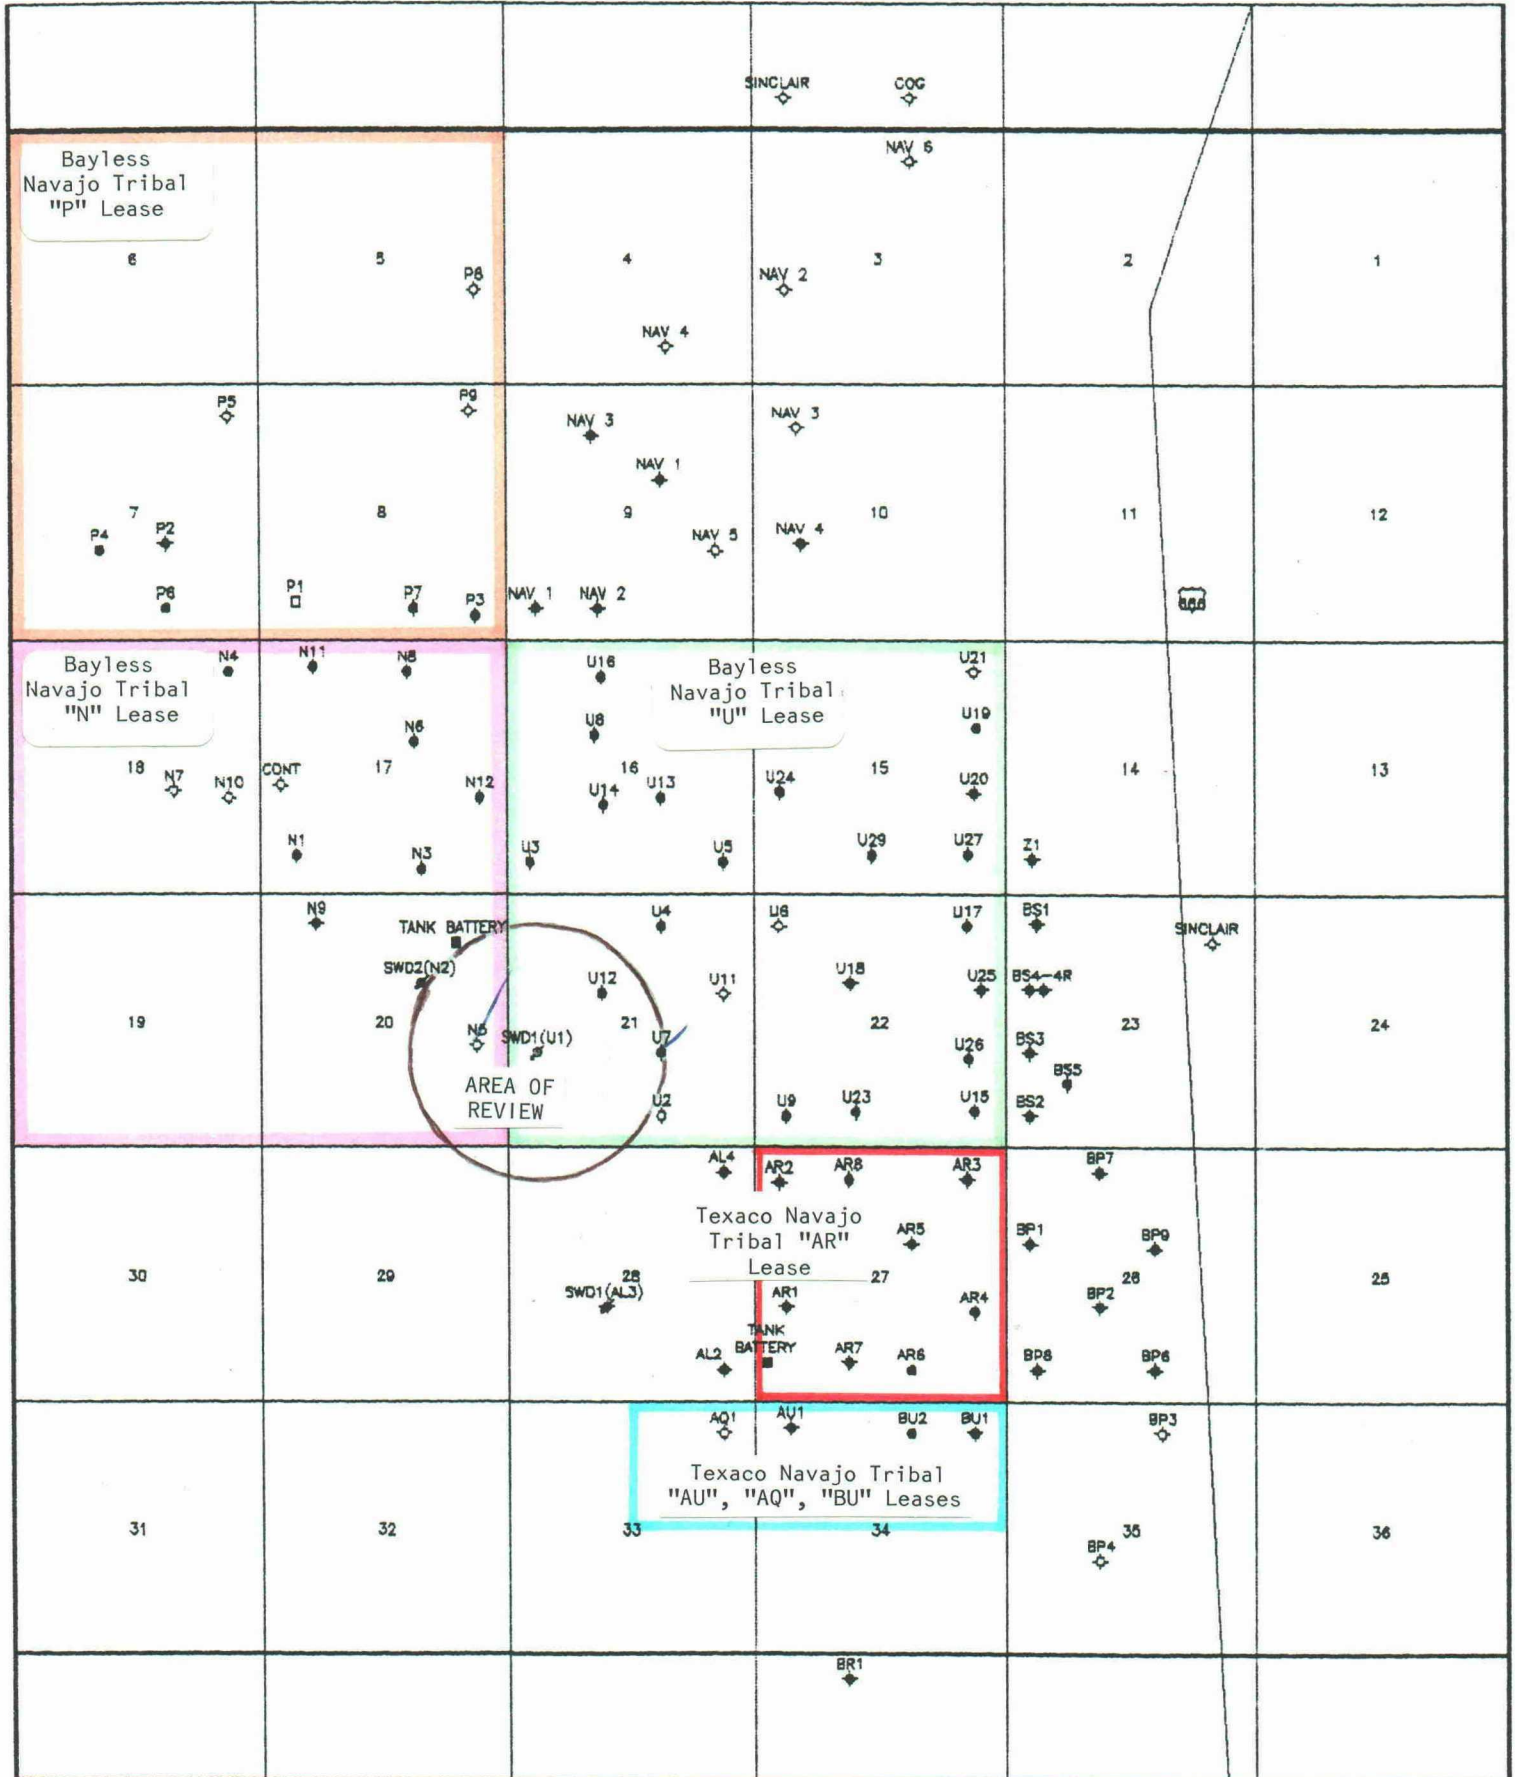 SINCLAIR COG
NAV 6
Bayless
Navajo Tribal
"P" Lease
6 5 4 3 2 1
P8 NAV 2
NAV 4
P5 P9 NAV 3 NAV 3
NAV 1
7 8 9 10 11 12
P4 P2 NAV 5 NAV 4
P6 P1 P7 P3 NAV 1 NAV 2 666
Bayless
Navajo Tribal
"N" Lease
N4 N11 N8 U16
Bayless
Navajo Tribal
"U" Lease
U21
N6 U8 U19
18 17 16 15 14 13
N7 N10 CONT N12 U14 U13 U24 U20
N1 N3 U3 U5 U29 U27 Z1
N9 TANK BATTERY U4 U6 U17 BS1 SINCLAIR
SWD2(N2) U12 U11 U18 U25 BS4-4R
19 20 21 22 23 24
N5 SWD1(U1) U7 U26 BS3
BS5
AREA OF
REVIEW
U2 U9 U23 U15 BS2
AL4 AR2 AR8 AR3 BP7
Texaco Navajo
Tribal "AR"
Lease
AR5 BP1 BP9
30 29 28 27 26 25
SWD1(AL3) AR1 AR4 BP2
TANK
BATTERY
AL2 AR7 AR6 BP8 BP6
AQ1 AU1 BU2 BU1 BP3
Texaco Navajo Tribal
"AU", "AQ", "BU" Leases
31 32 33 34 35 36
BP4
BR1